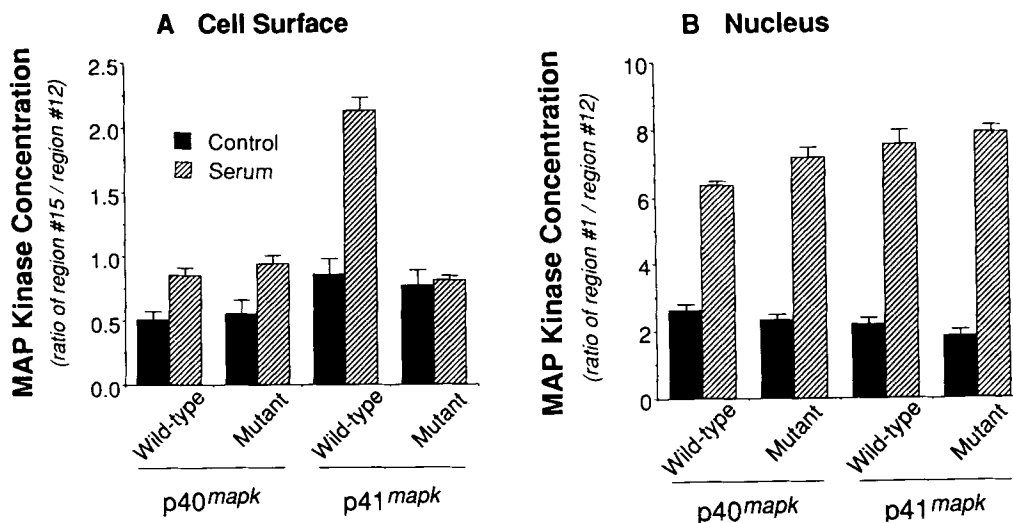 A Cell Surface
MAP Kinase Concentration
(ratio of region #15 / region #12)
2.5
2.0
1.5
1.0
0.5
0.0
Control
Serum
Wild-type
Mutant
Wild-type
Mutant
p40mapk
p41mapk
B Nucleus
MAP Kinase Concentration
(ratio of region #1 / region #12)
10
8
6
4
2
0
Wild-type
Mutant
Wild-type
Mutant
p40mapk
p41mapk